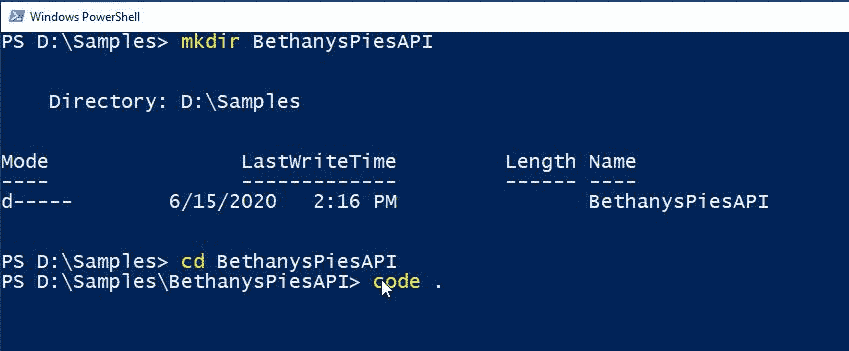 Windows PowerShell
PS D:\Samples> mkdir BethanysPiesAPI
Directory: D:\Samples
Mode LastWriteTime Length Name
---- ------------- ------ ----
d----- 6/15/2020 2:16 PM BethanysPiesAPI
PS D:\Samples> cd BethanysPiesAPI
PS D:\Samples\BethanysPiesAPI> code .